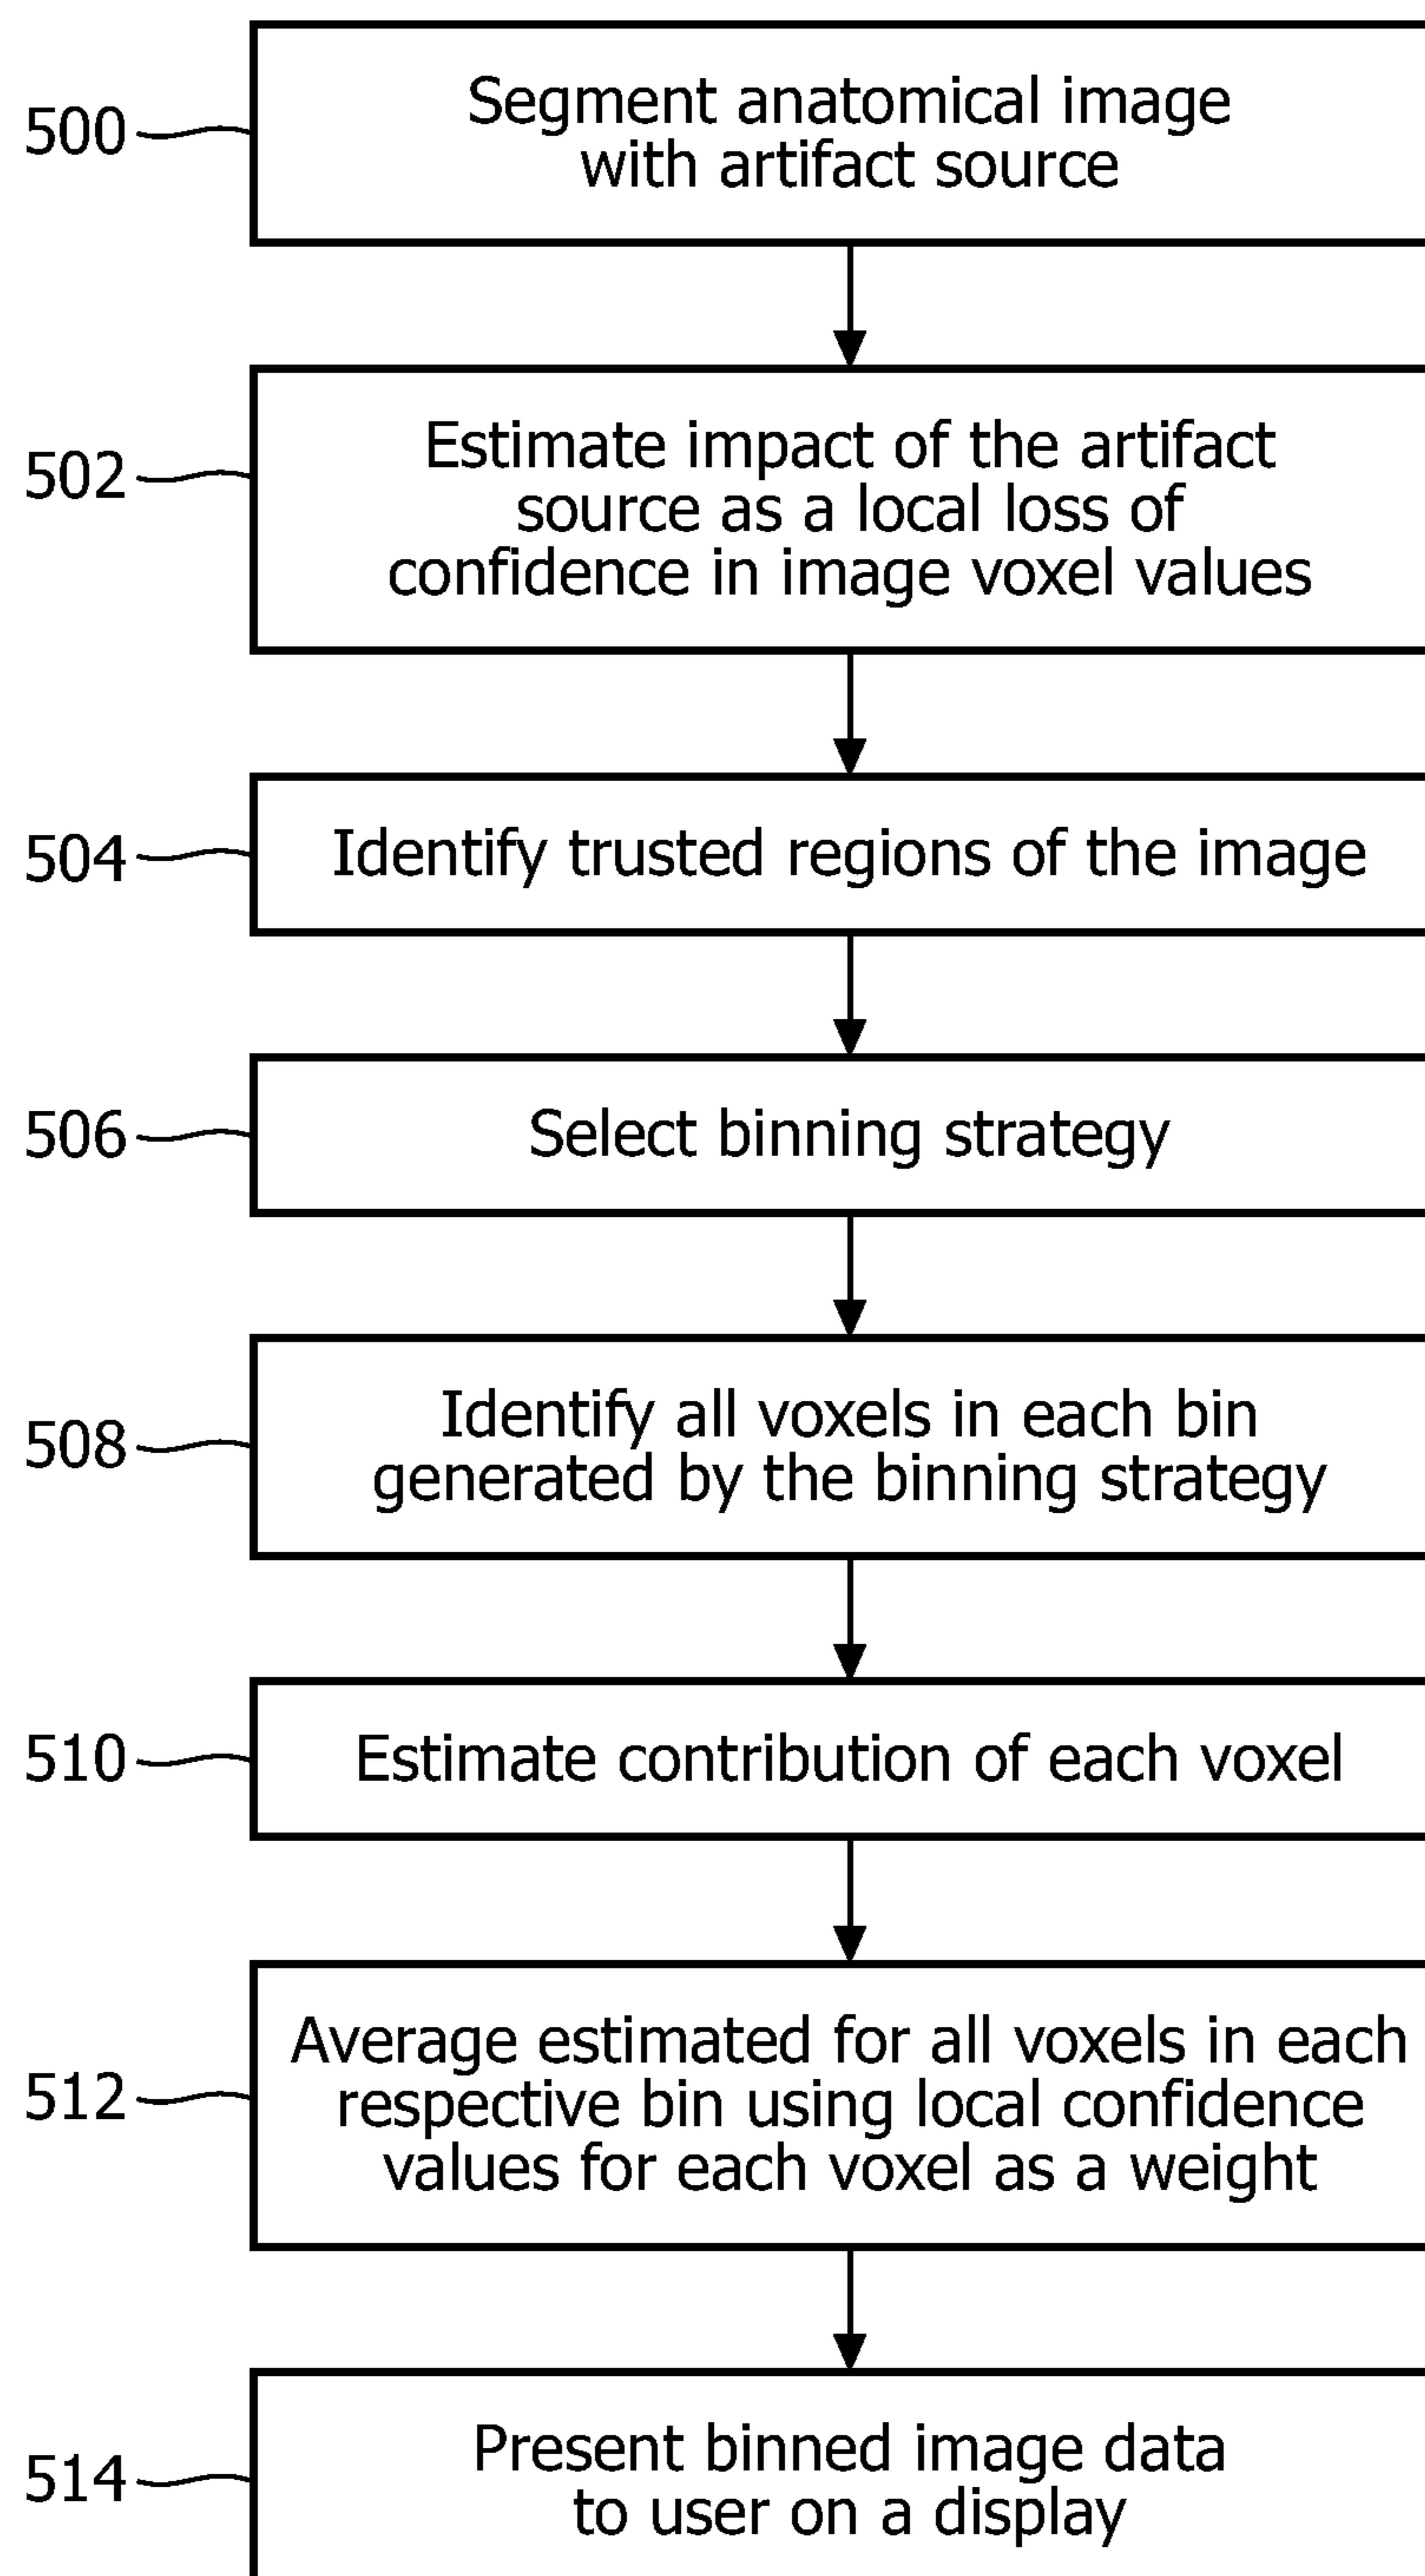 Segment anatomical image
500
with artifact source
Estimate impact of the artifact
502
source as a local loss of
confidence in image voxel values
504
Identify trusted regions of the image
506
Select binning strategy
Identify all voxels in each bin
508
generated by the binning strategy
510
Estimate contribution of each voxel
Average estimated for all voxels in each
512
respective bin using local confidence
values for each voxel as a weight
Present binned image data
514
to user on a display